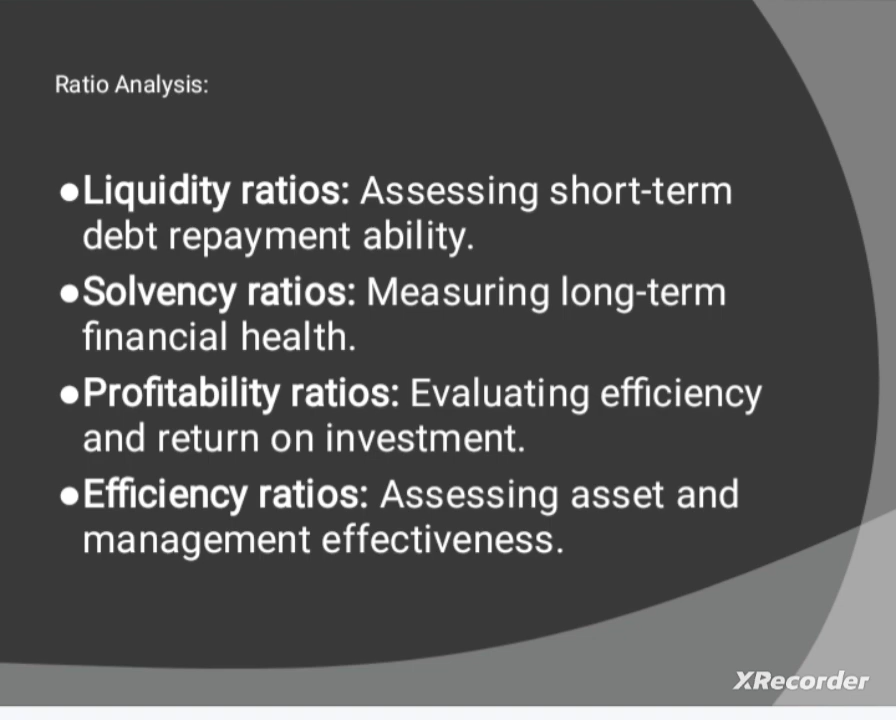 Ratio Analysis:
●Liquidity ratios: Assessing short-term
debt repayment ability.
●Solvency ratios: Measuring long-term
financial health.
●Profitability ratios: Evaluating efficiency
and return on investment.
●Efficiency ratios: Assessing asset and
management effectiveness.
XRecorder